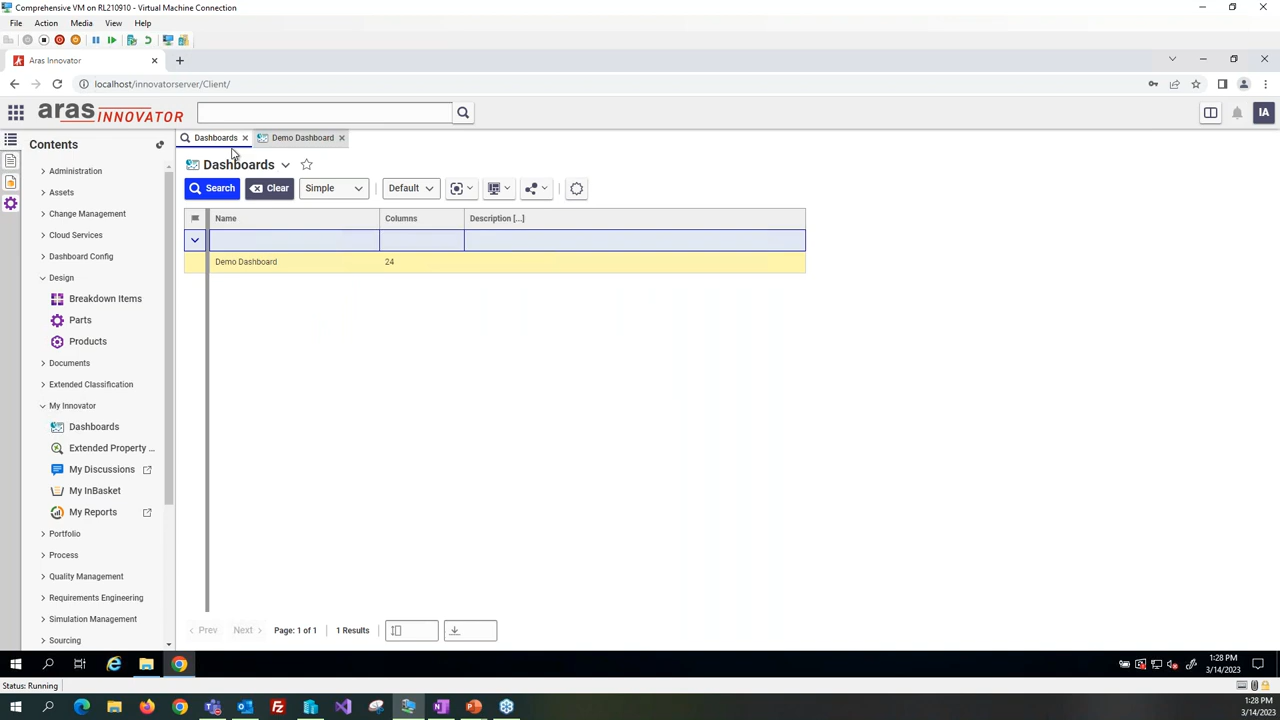 Comprehensive VM on RL210910 - Virtual Machine Connection
File Action Media View Help
Aras Innovator
localhost/innovatorserver/Client/
aras INNOVATOR
IA
Contents
Administration
Assets
Change Management
Cloud Services
Dashboard Config
Design
Breakdown Items
Parts
Products
Documents
Extended Classification
My Innovator
Dashboards
Extended Property ...
My Discussions
My InBasket
My Reports
Portfolio
Process
Quality Management
Requirements Engineering
Simulation Management
Sourcing
Dashboards Demo Dashboard
Dashboards
Search Clear Simple Default
Name Columns Description [...]
Demo Dashboard 24
Prev Next Page: 1 of 1 1 Results
1:28 PM
3/14/2023
Status: Running
1:28 PM
3/14/2023